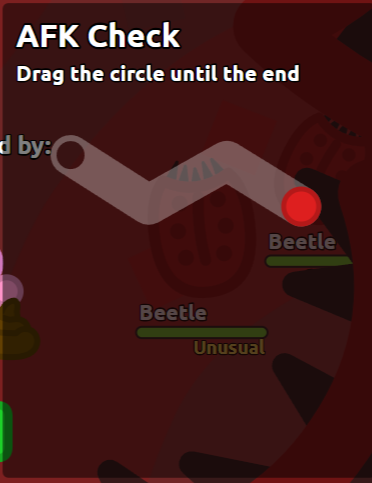 AFK Check
Drag the circle until the end
d by:
Beetle
Beetle
Unusual